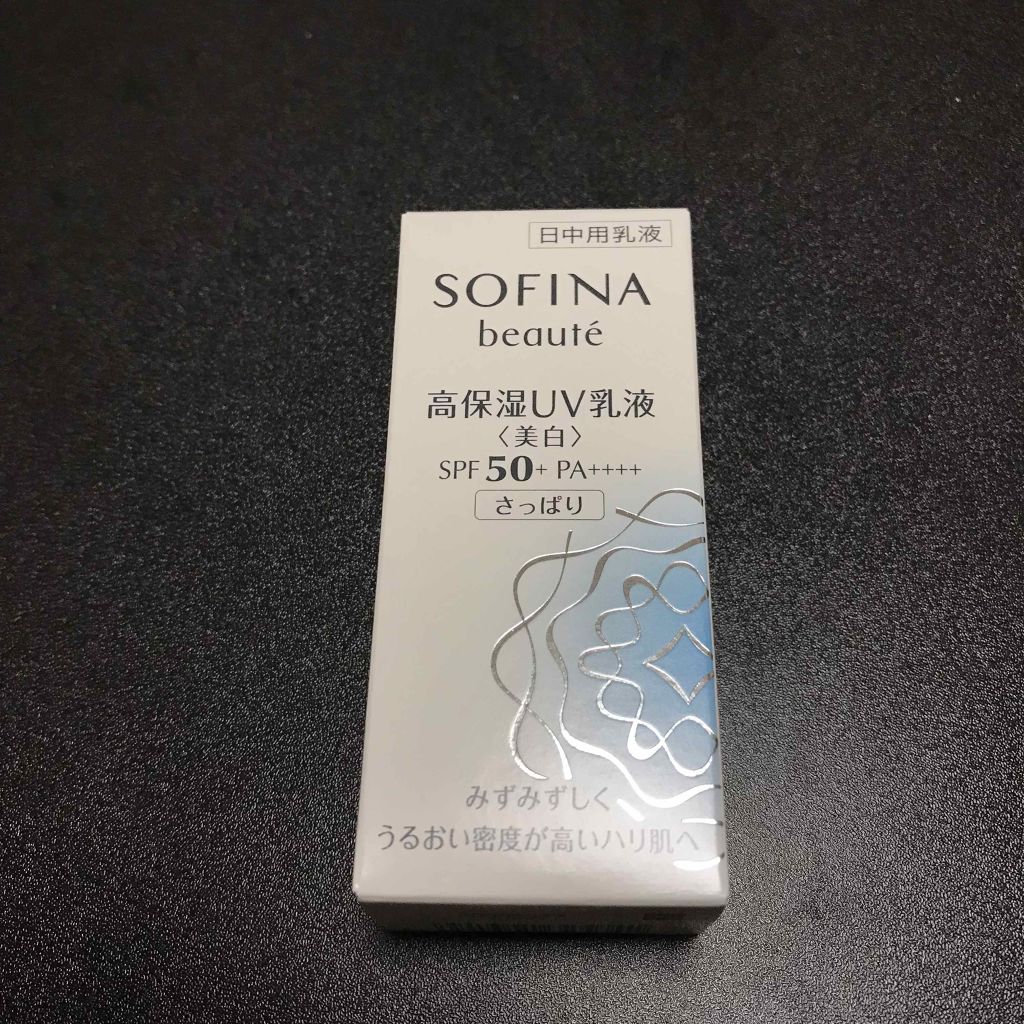 日中用乳液
SOFINA
beauté
高保湿UV乳液
〈美白〉
SPF 50+ PA++++
さっぱり
みずみずしく
うるおい密度が高いハリ肌へ